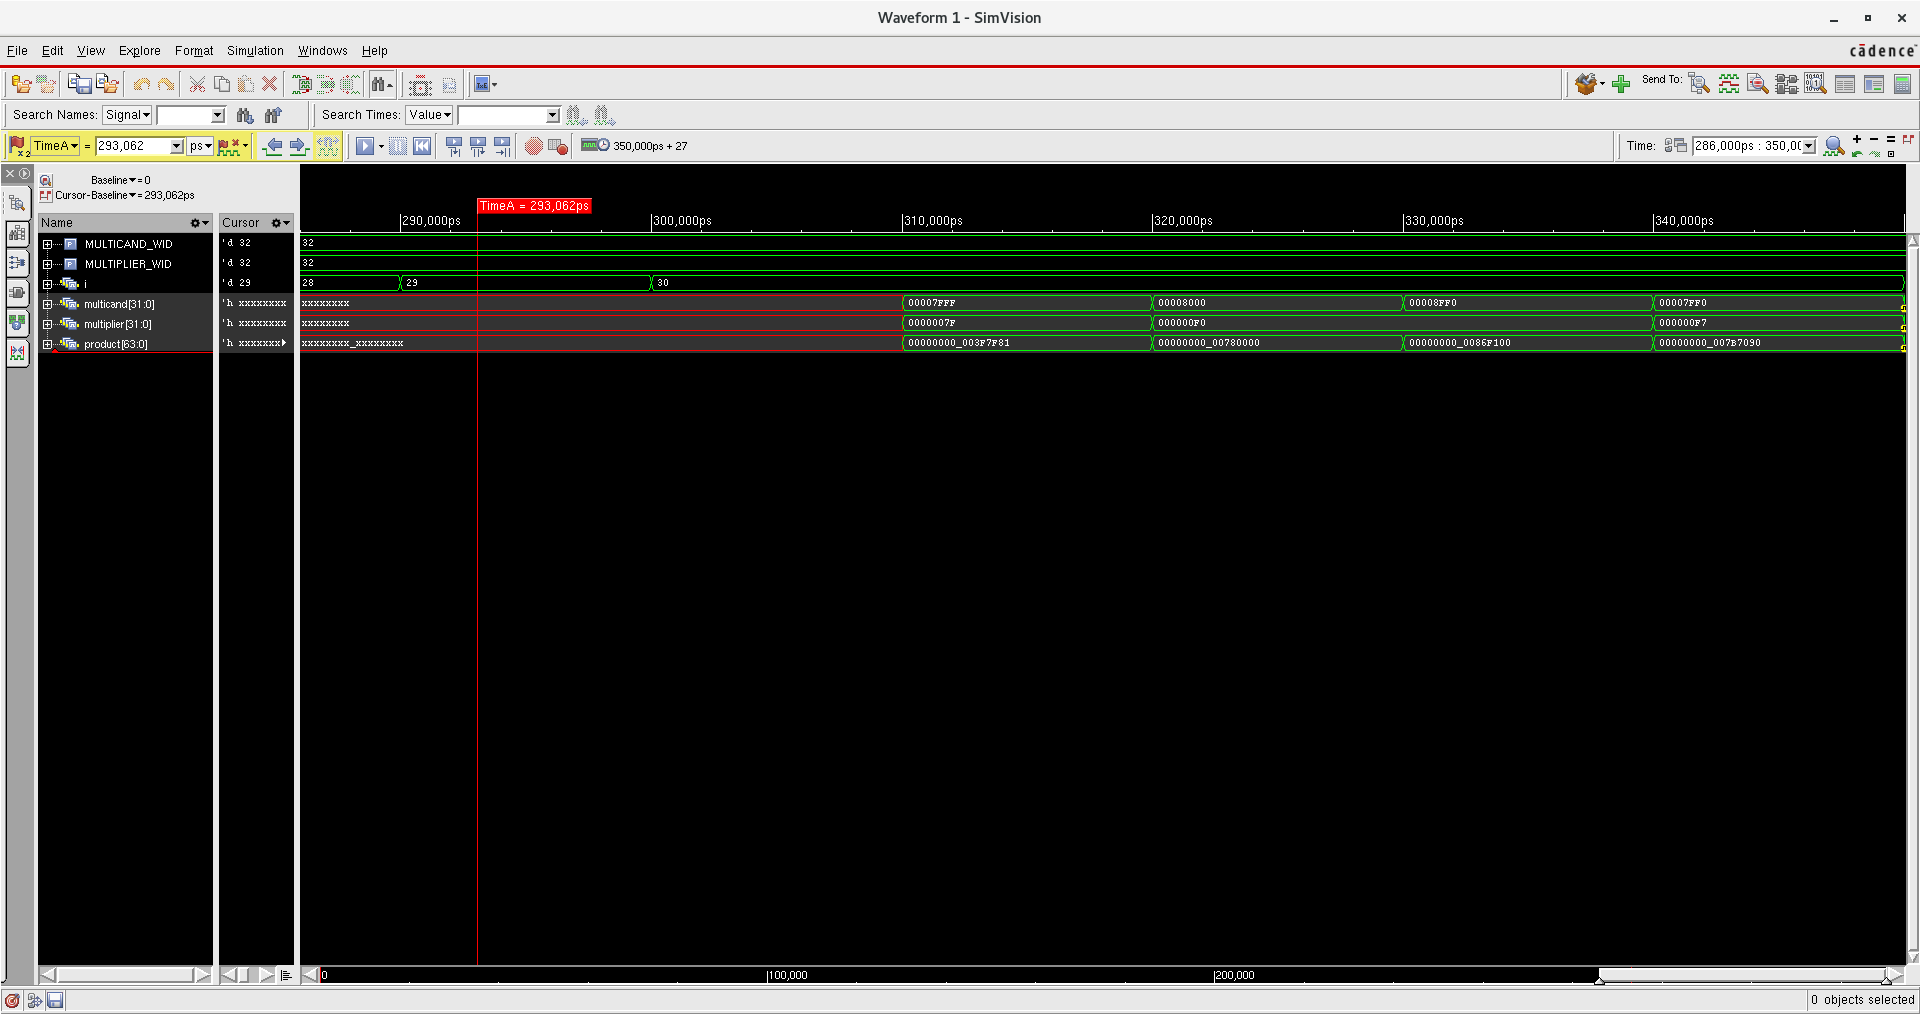 Waveform 1 - SimVision
File Edit View Explore Format Simulation Windows Help
cādence
Send To:
Search Names: Signal Search Times: Value
TimeA = 293,062 ps 350,000ps + 27 Time: 286,000ps : 350,0
Baseline = 0
Cursor-Baseline = 293,062ps
TimeA = 293,062ps
Name Cursor 290,000ps 300,000ps 310,000ps 320,000ps 330,000ps 340,000ps
MULTICAND_WID 'd 32 32
MULTIPLIER_WID 'd 32 32
i 'd 29 28 29 30
multicand[31:0] 'h xxxxxxxx xxxxxxxx 00007FFF 00008000 00008FF0 00007FF0
multiplier[31:0] 'h xxxxxxxx xxxxxxxx 0000007F 000000F0 000000F7
product[63:0] 'h xxxxxxx xxxxxxxx_xxxxxxxx 00000000_003F7F81 00000000_00780000 00000000_0086F100 00000000_007B7090
0 100,000 200,000
0 objects selected